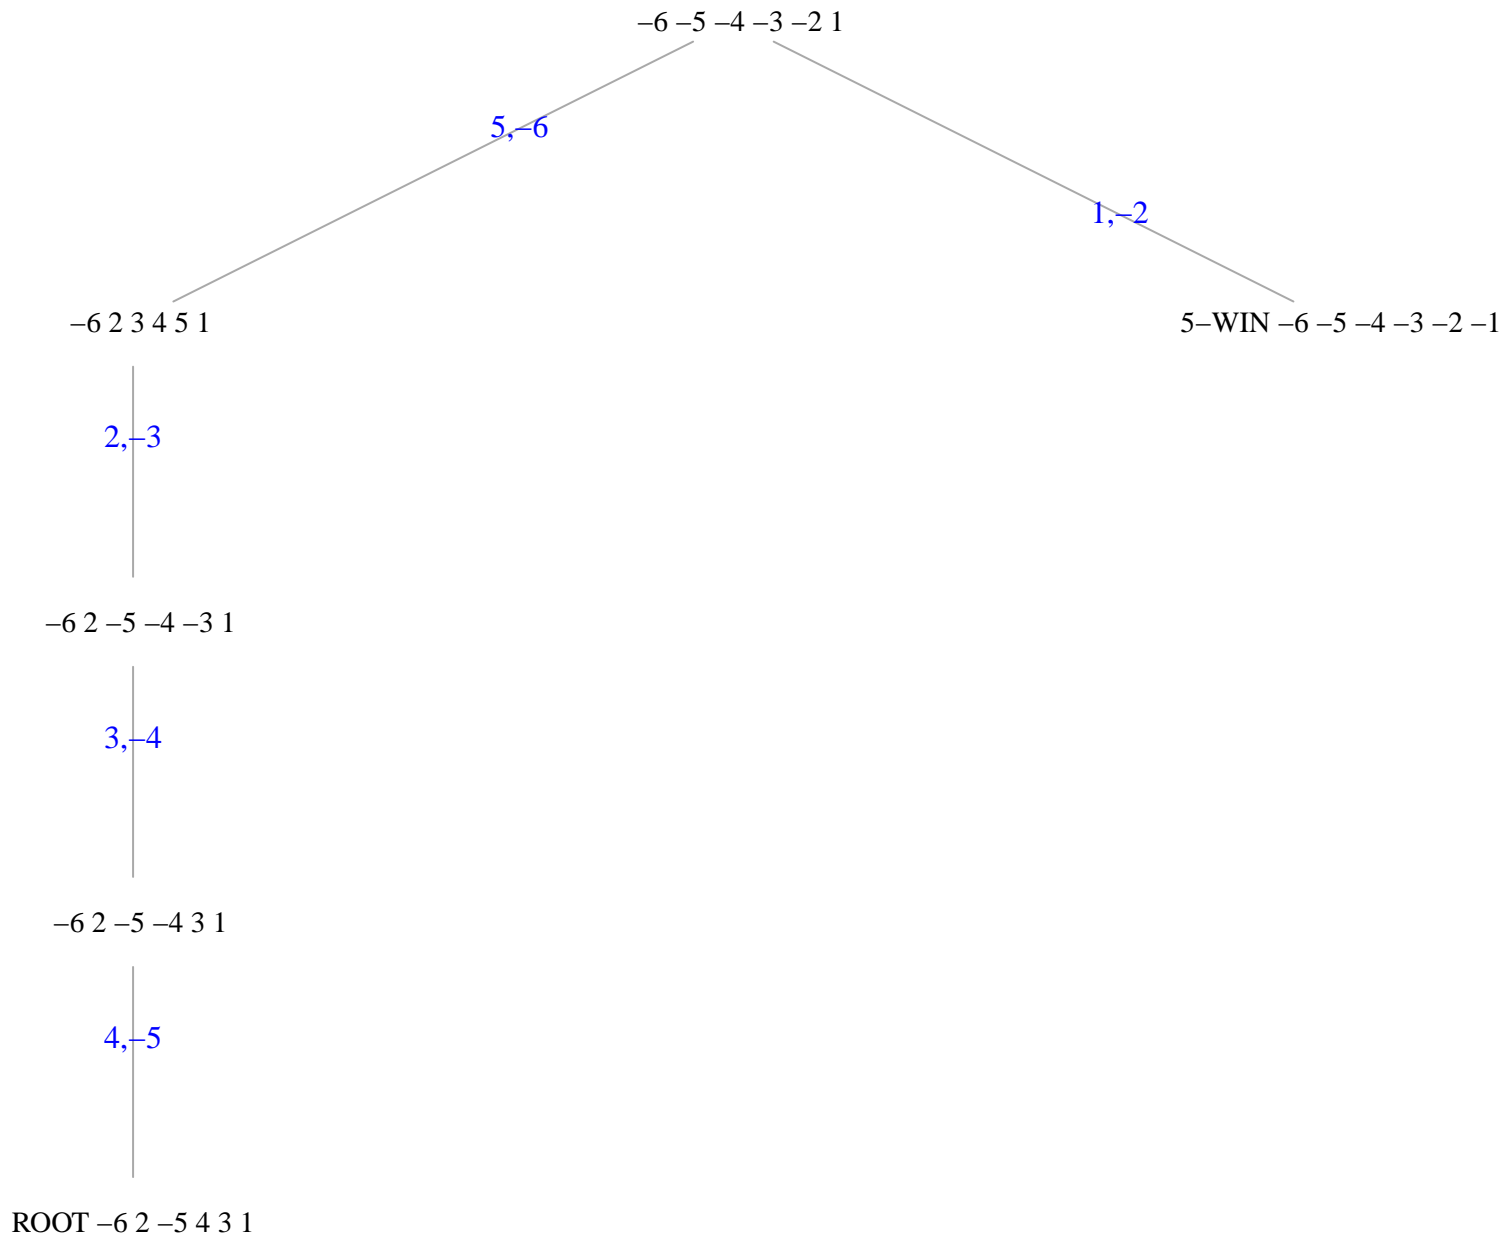 –6 –5 –4 –3 –2 1
5,–6
1,–2
–6 2 3 4 5 1
5–WIN –6 –5 –4 –3 –2 –1
2,–3
–6 2 –5 –4 –3 1
3,–4
–6 2 –5 –4 3 1
4,–5
ROOT –6 2 –5 4 3 1